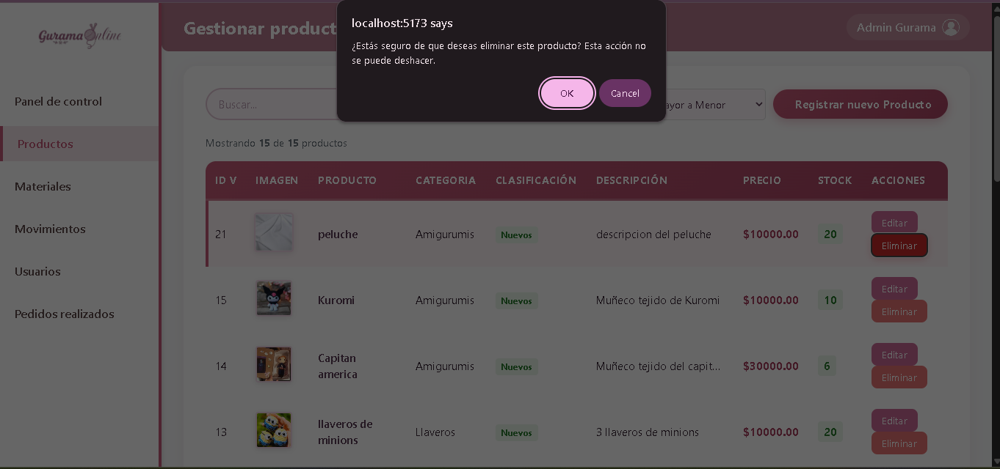 Gurama Online
Gestionar product
Admin Gurama
localhost:5173 says
¿Estás seguro de que deseas eliminar este producto? Esta acción no
se puede deshacer.
OK
Cancel
Panel de control
Productos
Materiales
Movimientos
Usuarios
Pedidos realizados
Buscar...
ayor a Menor
Registrar nuevo Producto
Mostrando 15 de 15 productos
ID V IMAGEN PRODUCTO CATEGORIA CLASIFICACIÓN DESCRIPCIÓN PRECIO STOCK ACCIONES
21 peluche Amigurumis Nuevos descripcion del peluche $10000.00 20
Editar
Eliminar
15 Kuromi Amigurumis Nuevos Muñeco tejido de Kuromi $10000.00 10
Editar
Eliminar
14 Capitan
america
Amigurumis Nuevos Muñeco tejido del capit... $30000.00 6
Editar
Eliminar
13 llaveros de
minions
Llaveros Nuevos 3 llaveros de minions $10000.00 20
Editar
Eliminar